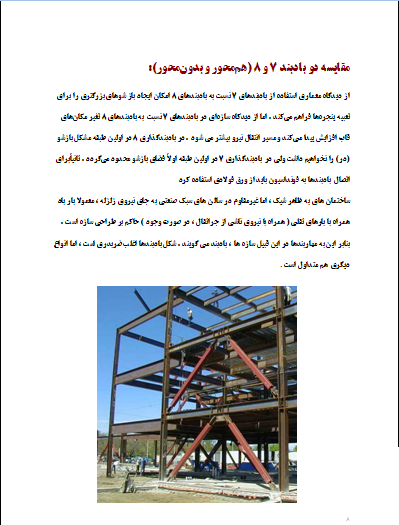 مقایسه دو بادبند ۷ و ۸ (هم‌محور و بدون‌محور):
از دیدگاه معماری استفاده از بادبندهای ۷ نسبت به بادبندهای ۸ امکان ایجاد باز شوهای بزرگتری را برای
تعبیه پنجره‌ها فراهم می‌کند . اما از دیدگاه سازه‌ای در بادبندهای ۷ نسبت به بادبندهای ۸ تغیر مکان‌های
قاب افزایش پیدا می‌کند و مسیر انتقال نیرو بیشتر می شود . در بادبندگذاری ۸ در اولین طبقه مشکل بازشو
(در) را نخواهیم داشت ولی در بادبندگذاری ۷ در اولین طبقه اولاً فضای بازشو محدود می‌گردد . ثانیاًبرای
اتصال بادبندها به فونداسیون باید از ورق فولادی استفاده کرد
ساختمان های به ظاهر شیک ، اما غیرمقاوم در سالن های سبک صنعتی به جای نیروی زلزله ، معمولا بار باد
همراه با بارهای ثقلی ( همراه با نیروی ناشی از جراثقال ، در صورت وجود ) حاکم بر طراحی سازه است .
بنابر این به مهاربندها در این قبیل سازه ها ، بادبند می گویند . شکل بادبندها اغلب ضربدری است ، اما انواع
دیگری هم متداول است .
۸